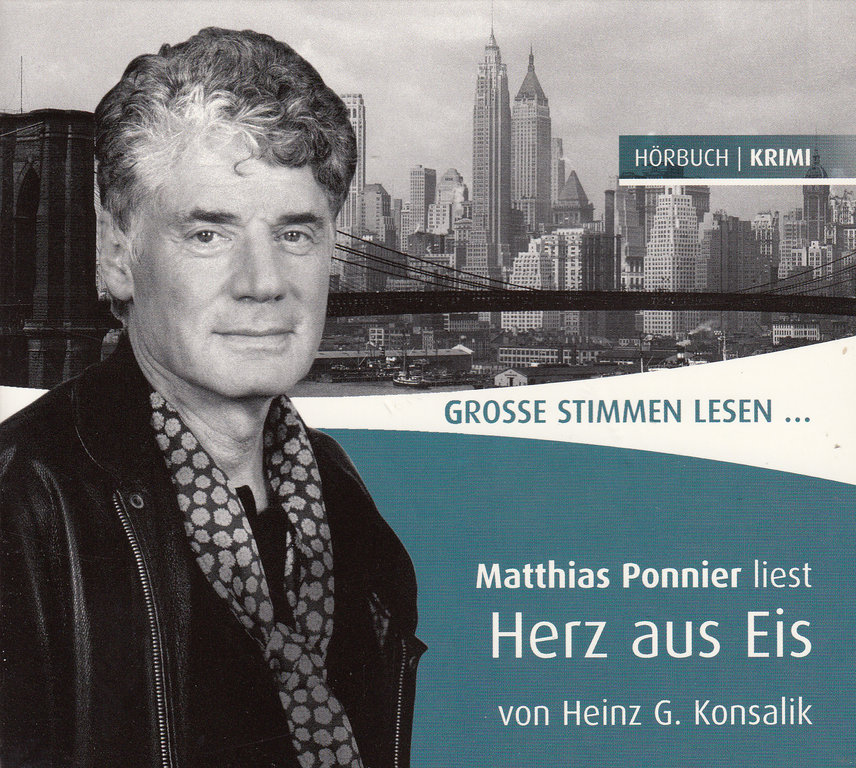 HÖRBUCH | KRIMI
GROSSE STIMMEN LESEN ...
Matthias Ponnier liest
Herz aus Eis
von Heinz G. Konsalik